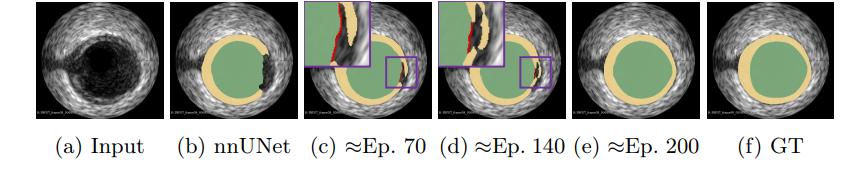 (a) Input (b) nnUNet (c) ≈Ep. 70 (d) ≈Ep. 140 (e) ≈Ep. 200 (f) GT